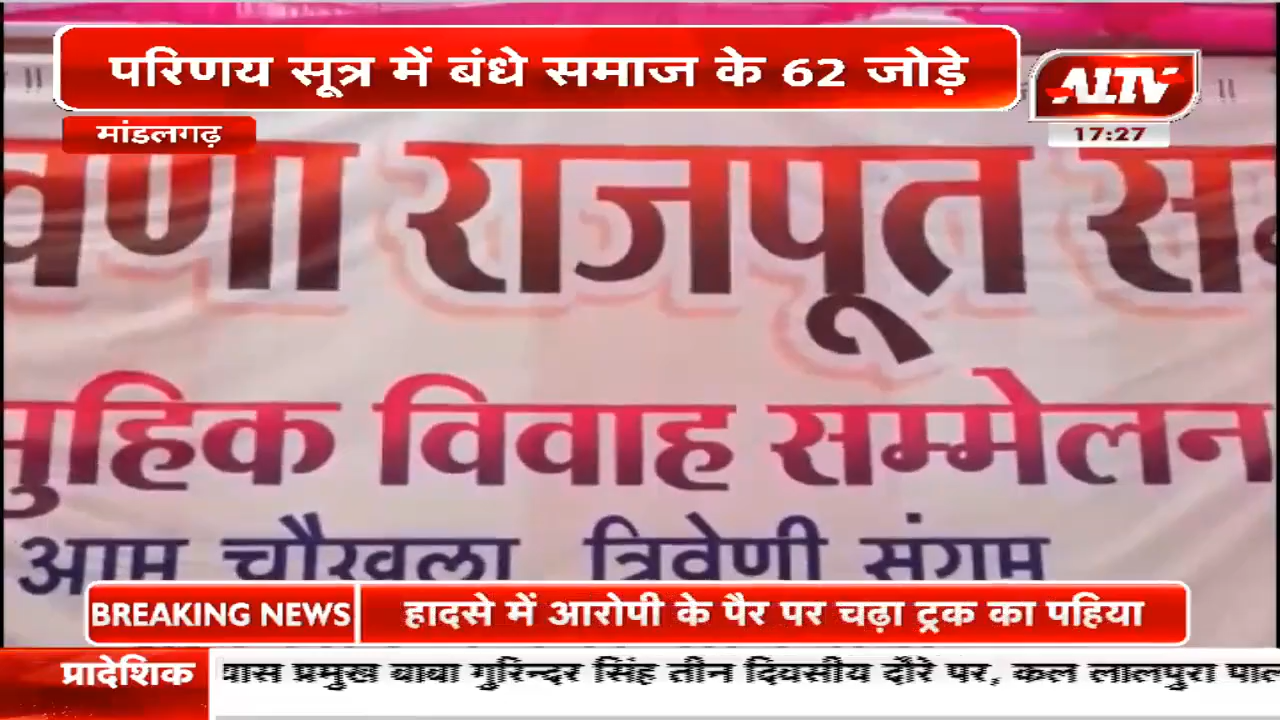 परिणय सूत्र में बंधे समाज के 62 जोड़े
ALTV
17:27
मांडलगढ़
राजपूत
विवाह सम्मेलन
आम चौखला त्रिवेणी संगम
BREAKING NEWS हादसे में आरोपी के पैर पर चढ़ा ट्रक का पहिया
प्रादेशिक प्रमुख बाबा गुरिन्दर सिंह तीन दिवसीय दौरे पर, कल लालपुरा